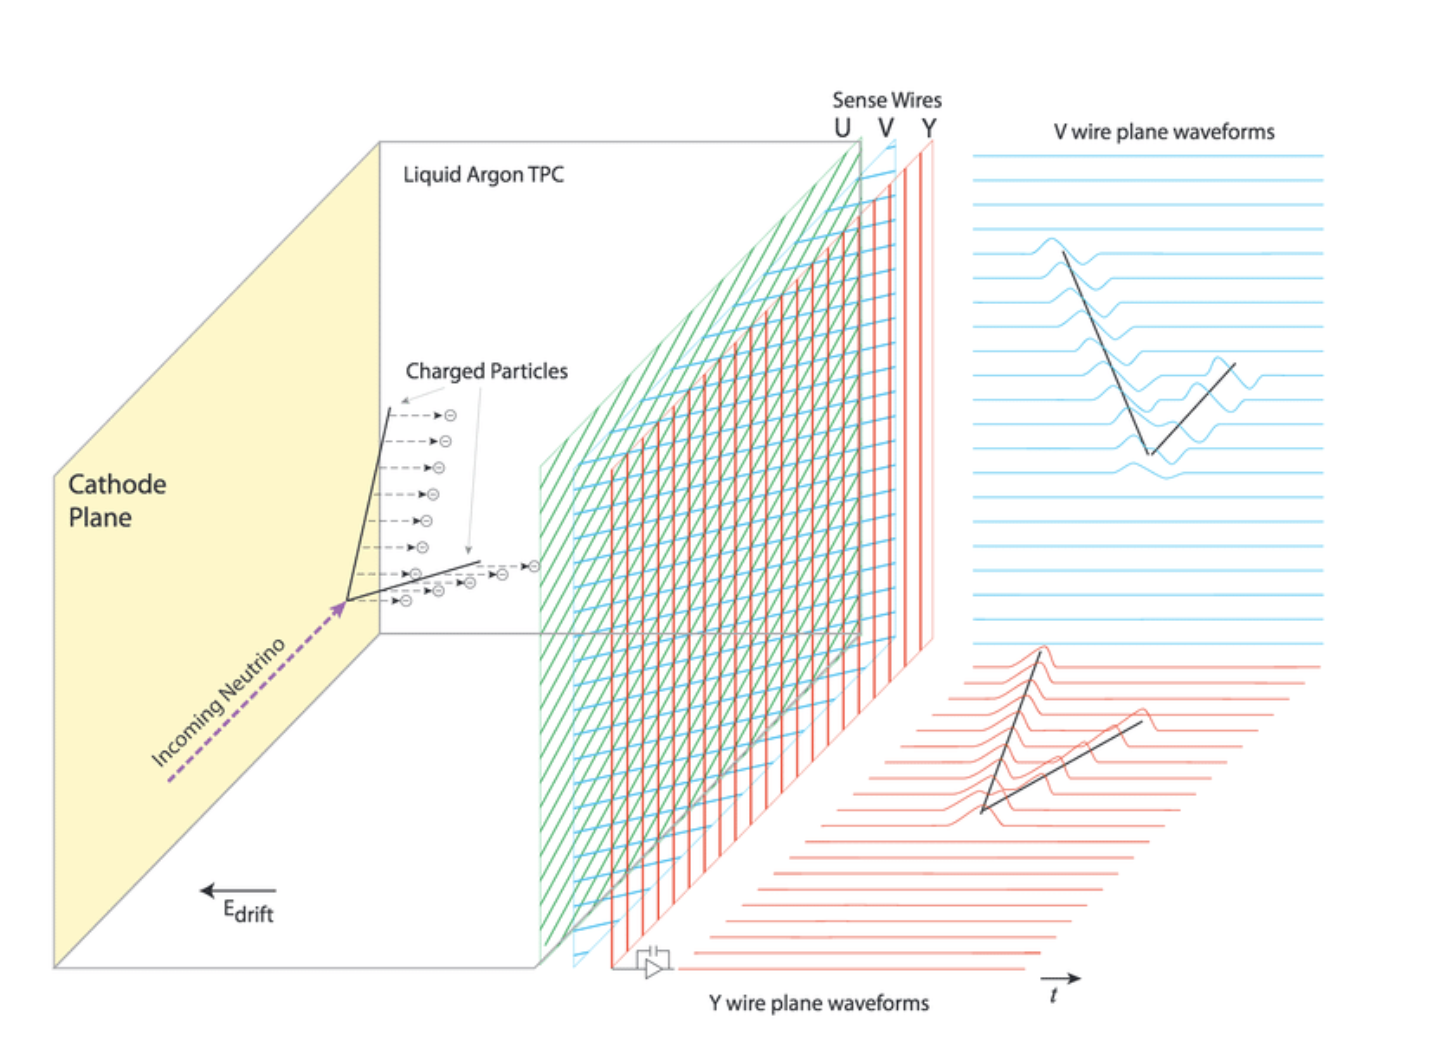 Sense Wires
U V Y
V wire plane waveforms
Liquid Argon TPC
Charged Particles
Cathode
Plane
Incoming Neutrino
Edrift
t
Y wire plane waveforms